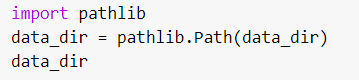 import pathlib
data_dir = pathlib.Path(data_dir)
data_dir